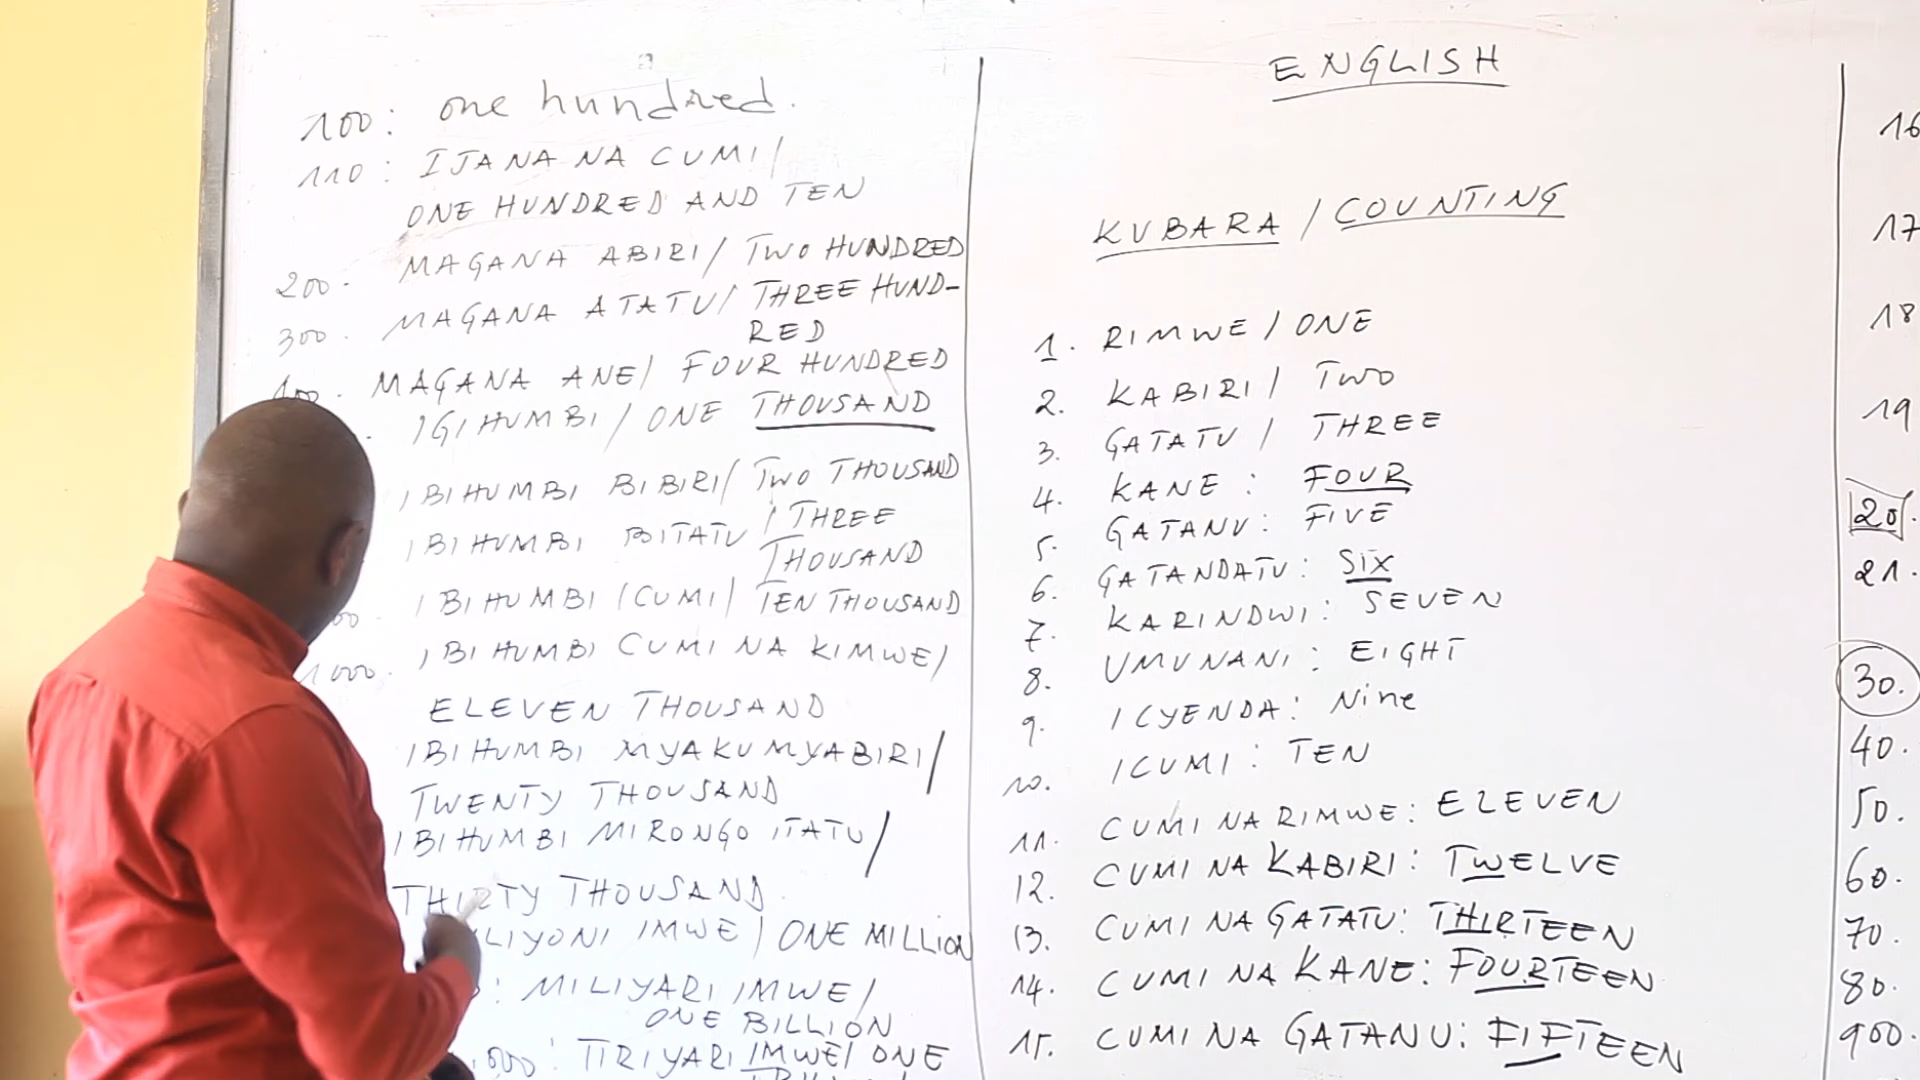 100: one hundred.
110: IJANA NA CUMI/
ONE HUNDRED AND TEN
200. MAGANA ABIRI/ TWO HUNDRED
300. MAGANA ATATU/ THREE HUND-
RED
MAGANA ANE/ FOUR HUNDRED
IGIHUMBI/ ONE THOUSAND
IBIHUMBI BIBIRI/ TWO THOUSAND
IBIHUMBI BITATU / THREE
THOUSAND
IBIHUMBI (CUMI) TEN THOUSAND
1000. IBIHUMBI CUMI NA KIMWE/
ELEVEN THOUSAND
IBIHUMBI MYAKUMYABIRI/
TWENTY THOUSAND
IBIHUMBI MIRONGO ITATU/
THIRTY THOUSAND.
LIYONI IMWE/ ONE MILLION
: MILIYARI IMWE/
ONE BILLION
000: TIRIYARI IMWE/ ONE
ENGLISH
KUBARA / COUNTING
1. RIMWE / ONE
2. KABIRI / TWO
3. GATATU / THREE
4. KANE : FOUR
5. GATANU: FIVE
6. GATANDATU: SIX
7. KARINDWI: SEVEN
8. UMUNANI: EIGHT
9. ICYENDA: Nine
10. ICUMI: TEN
11. CUMI NA RIMWE: ELEVEN
12. CUMI NA KABIRI: TWELVE
13. CUMI NA GATATU: THIRTEEN
14. CUMI NA KANE: FOURTEEN
15. CUMI NA GATANU: FIFTEEN
16
17
18
19
20.
21.
30.
40.
50.
60.
70.
80.
900.